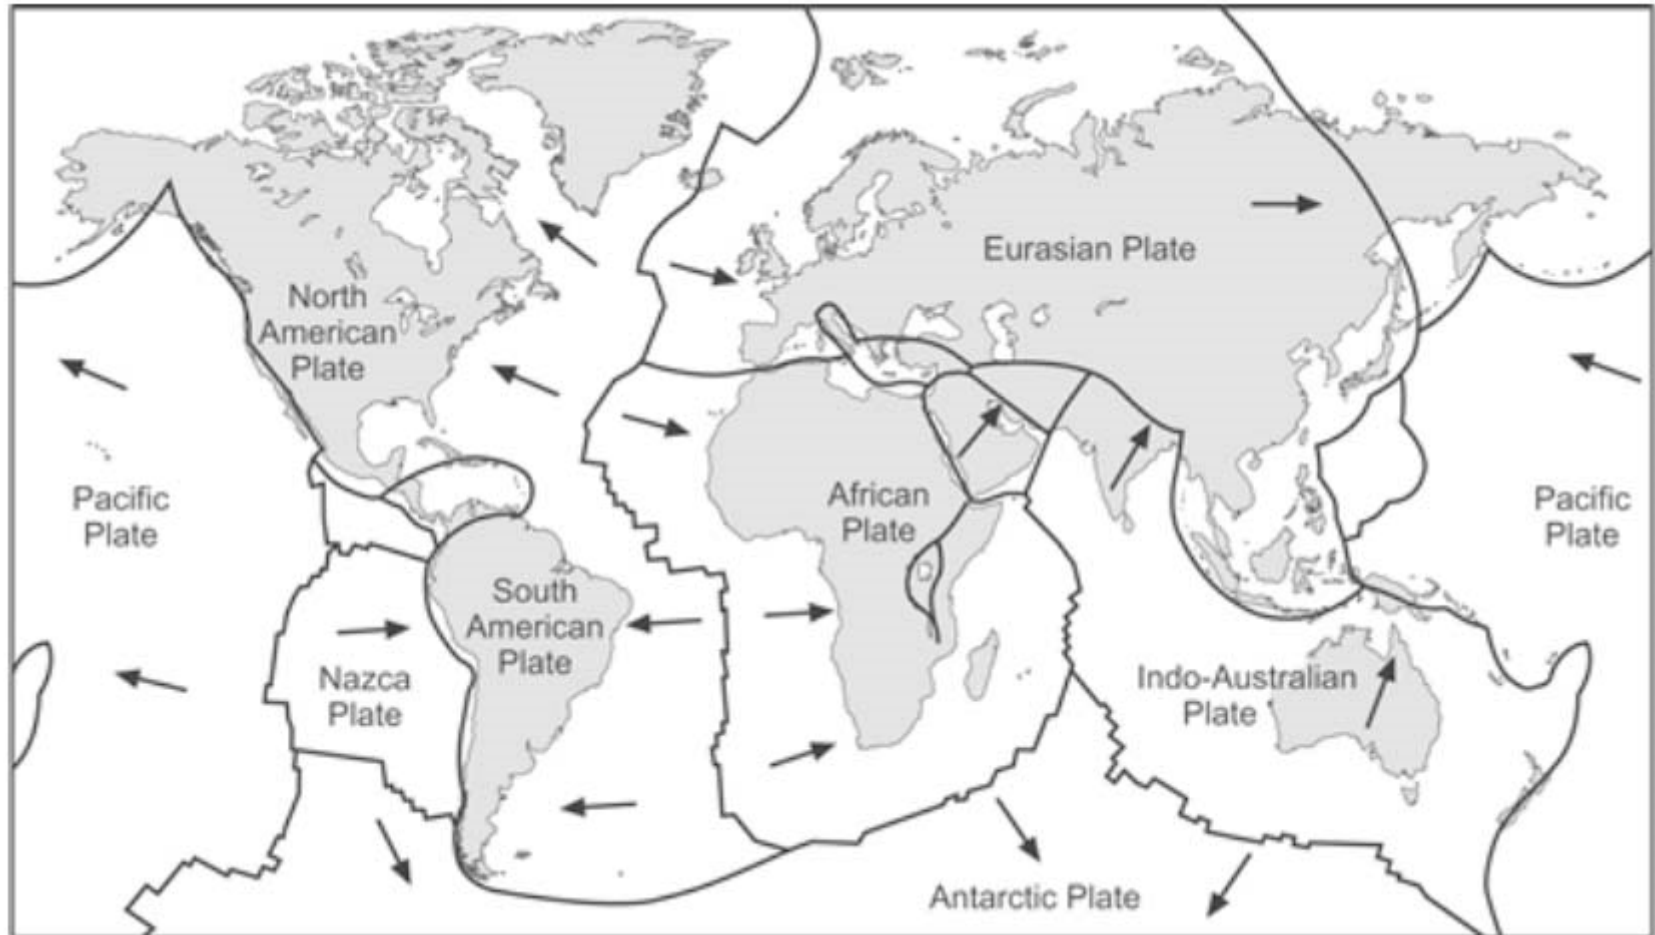 Eurasian Plate
North
American
Plate
Pacific
Plate
African
Plate
Pacific
Plate
South
American
Plate
Nazca
Plate
Indo-Australian
Plate
Antarctic Plate